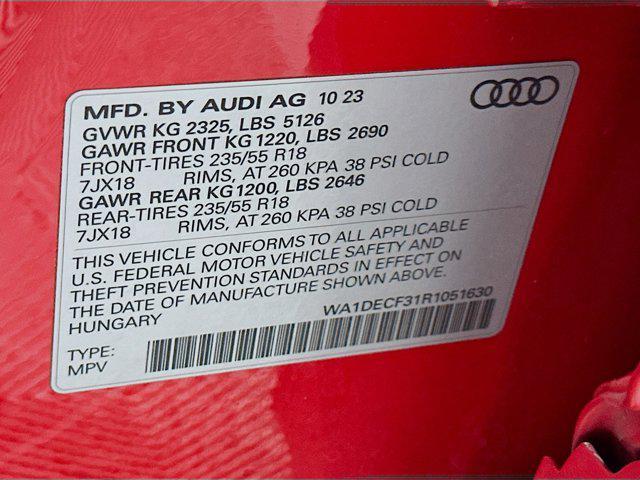 MFD. BY AUDI AG 10 23
GVWR KG 2325, LBS 5126
GAWR FRONT KG 1220, LBS 2690
FRONT-TIRES 235/55 R18
7JX18 RIMS, AT 260 KPA 38 PSI COLD
GAWR REAR KG 1200, LBS 2646
REAR-TIRES 235/55 R18
7JX18 RIMS, AT 260 KPA 38 PSI COLD
THIS VEHICLE CONFORMS TO ALL APPLICABLE
U.S. FEDERAL MOTOR VEHICLE SAFETY AND
THEFT PREVENTION STANDARDS IN EFFECT ON
THE DATE OF MANUFACTURE SHOWN ABOVE.
HUNGARY
WA1DECF31R1051630
TYPE:
MPV